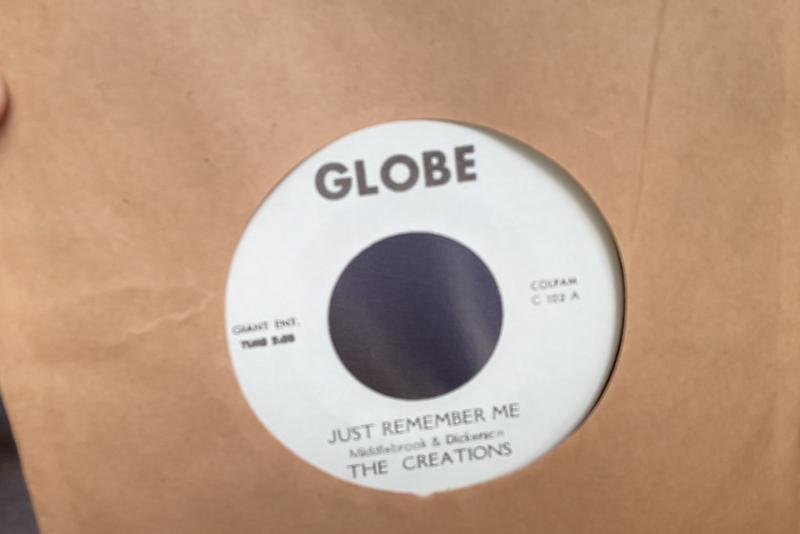 GLOBE
COLFAM
C 102 A
GIANT ENT.
JUST REMEMBER ME
Middlebrook & Dickerson
THE CREATIONS